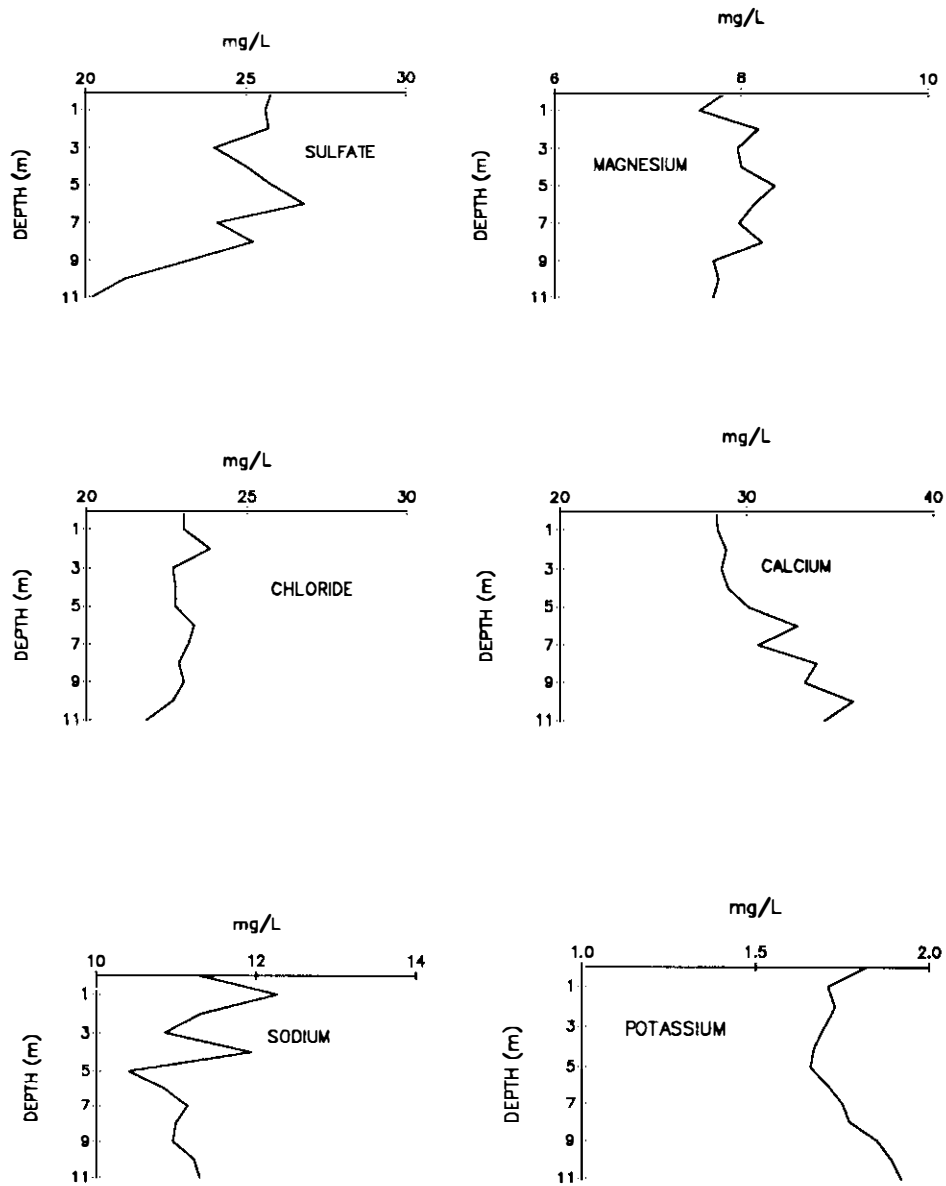 mg/L
20 25 30
1
3
5
7
9
11
DEPTH (m)
SULFATE
mg/L
6 8 10
1
3
5
7
9
11
DEPTH (m)
MAGNESIUM
mg/L
20 25 30
1
3
5
7
9
11
DEPTH (m)
CHLORIDE
mg/L
20 30 40
1
3
5
7
9
11
DEPTH (m)
CALCIUM
mg/L
10 12 14
1
3
5
7
9
11
DEPTH (m)
SODIUM
mg/L
1.0 1.5 2.0
1
3
5
7
9
11
DEPTH (m)
POTASSIUM